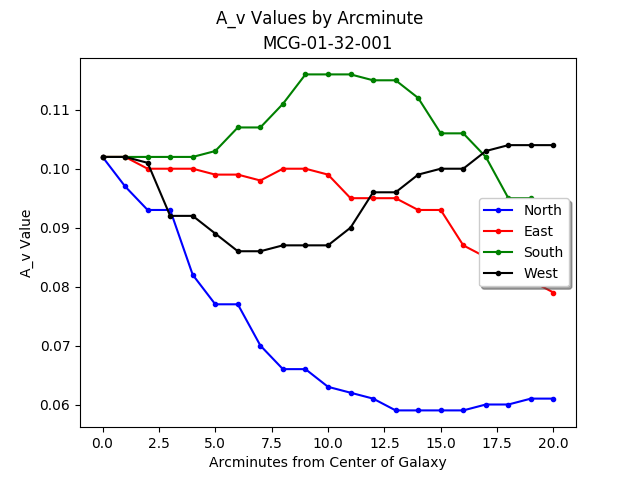 A_v Values by Arcminute
MCG-01-32-001
A_v Value
0.11
0.10
0.09
0.08
0.07
0.06
North
East
South
West
0.0 2.5 5.0 7.5 10.0 12.5 15.0 17.5 20.0
Arcminutes from Center of Galaxy